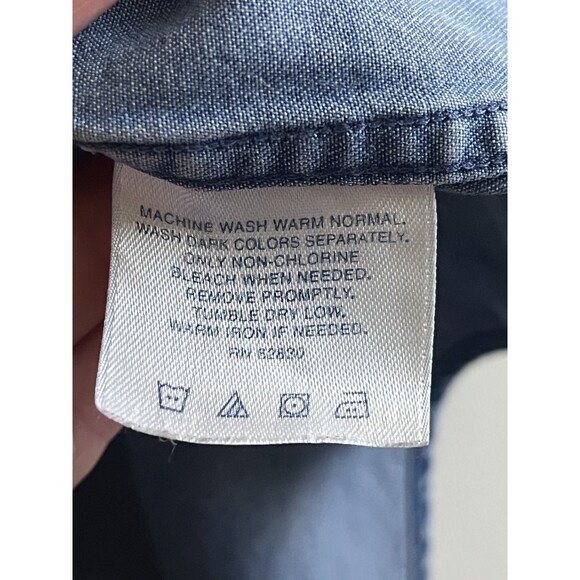 MACHINE WASH WARM NORMAL.
WASH DARK COLORS SEPARATELY.
ONLY NON-CHLORINE
BLEACH WHEN NEEDED.
REMOVE PROMPTLY.
TUMBLE DRY LOW.
WARM IRON IF NEEDED.
RN 52830